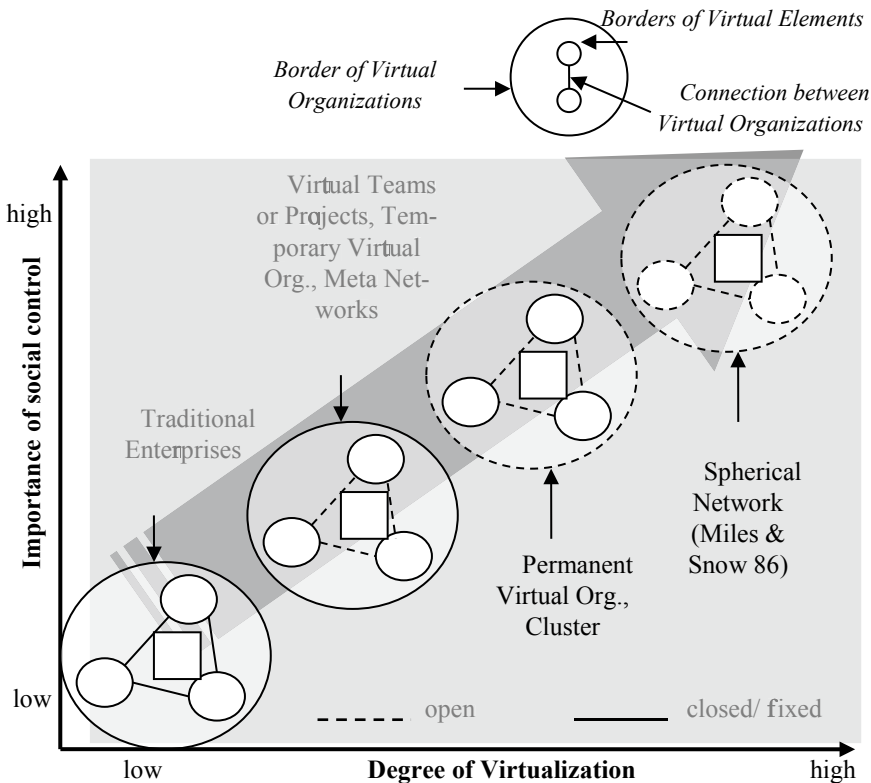 Borders of Virtual Elements
Border of Virtual
Organizations
Connection between
Virtual Organizations
Importance of social control
high
low
Virtual Teams
or Projects, Tem-
porary Virtual
Org., Meta Net-
works
Traditional
Enterprises
Spherical
Network
(Miles &
Snow 86)
Permanent
Virtual Org.,
Cluster
open
closed/ fixed
low
Degree of Virtualization
high